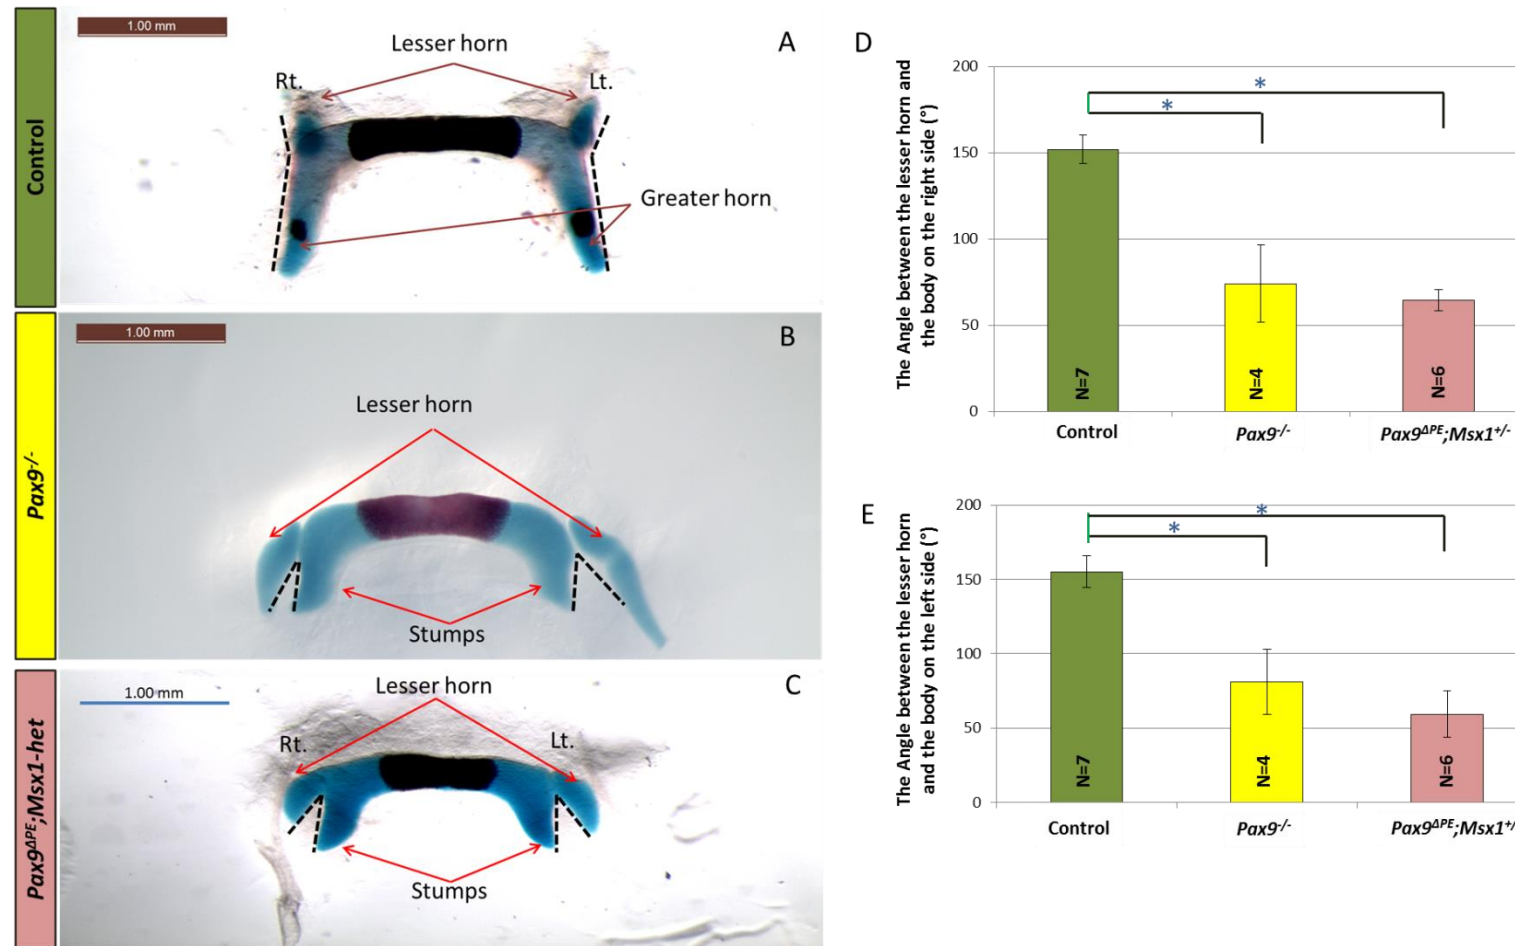 Control
1.00 mm
A
Lesser horn
Rt.
Lt.
Greater horn
Pax9-/-
1.00 mm
B
Lesser horn
Stumps
Pax9ΔPE;Msx1-het
1.00 mm
C
Lesser horn
Rt.
Lt.
Stumps
D
The Angle between the lesser horn and
the body on the right side (°)
200
150
100
50
0
*
*
N=7
N=4
N=6
Control
Pax9-/-
Pax9ΔPE;Msx1+/-
E
The Angle between the lesser horn
and the body on the left side (°)
200
150
100
50
0
*
*
N=7
N=4
N=6
Control
Pax9-/-
Pax9ΔPE;Msx1+/